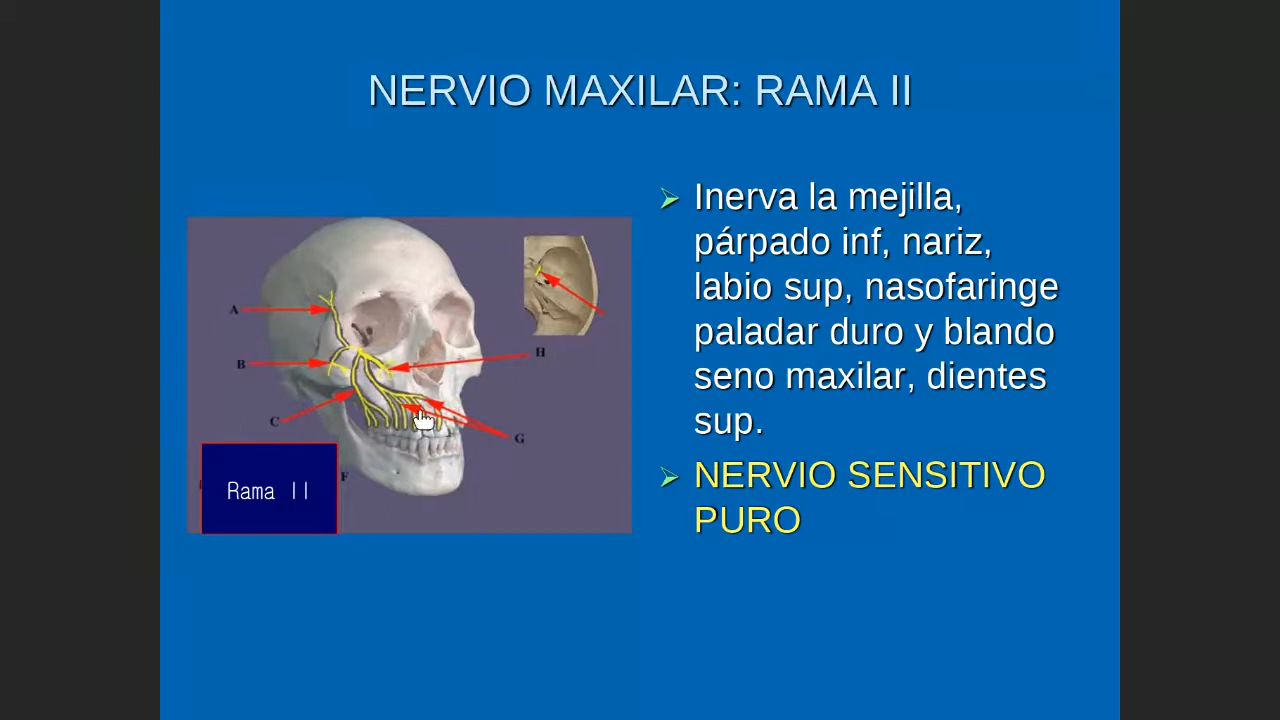 NERVIO MAXILAR: RAMA II
Inerva la mejilla,
párpado inf, nariz,
labio sup, nasofaringe
paladar duro y blando
seno maxilar, dientes
sup.
NERVIO SENSITIVO
PURO
A
B
C
H
G
F
Rama II